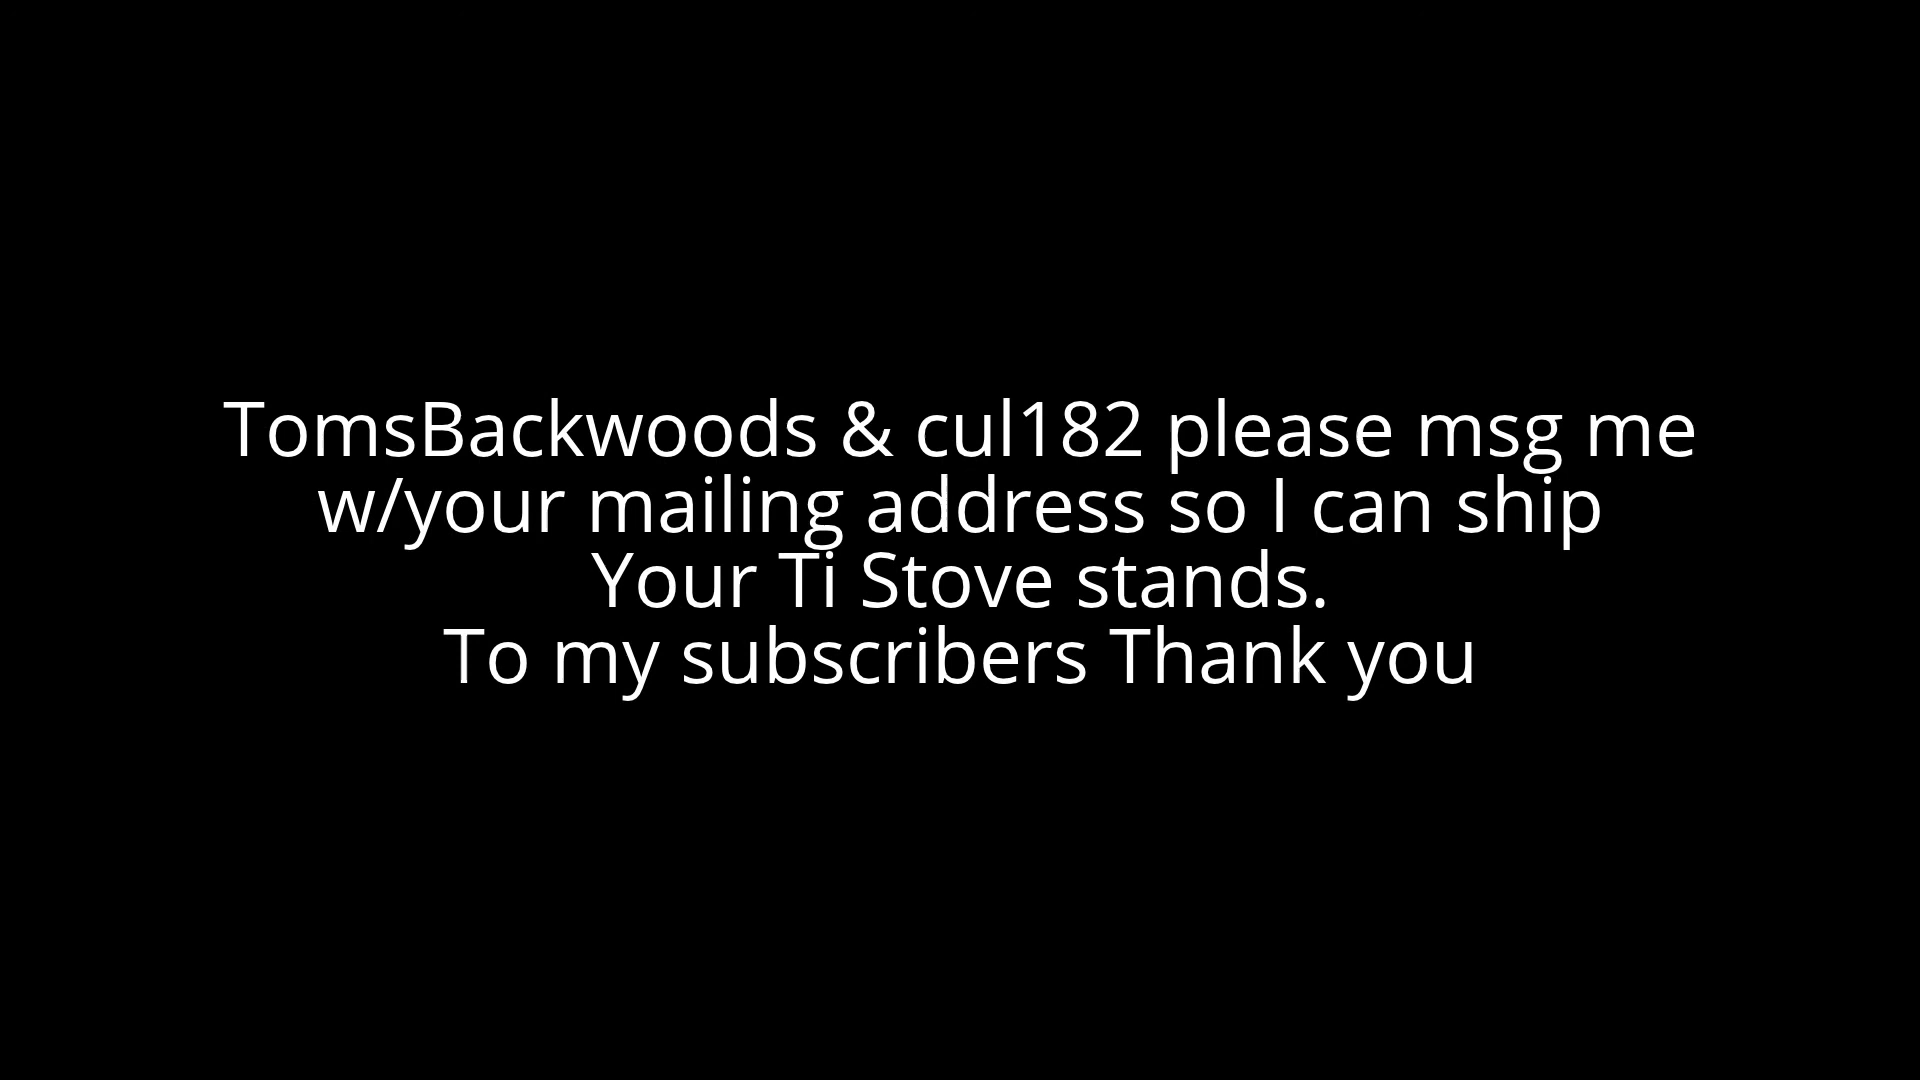 TomsBackwoods & cul182 please msg me
w/your mailing address so I can ship
Your Ti Stove stands.
To my subscribers Thank you